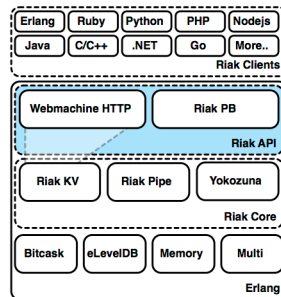 Erlang Ruby Python PHP Nodejs
Java C/C++ .NET Go More..
Riak Clients
Webmachine HTTP Riak PB
Riak API
Riak KV Riak Pipe Yokozuna
Riak Core
Bitcask eLevelDB Memory Multi
Erlang